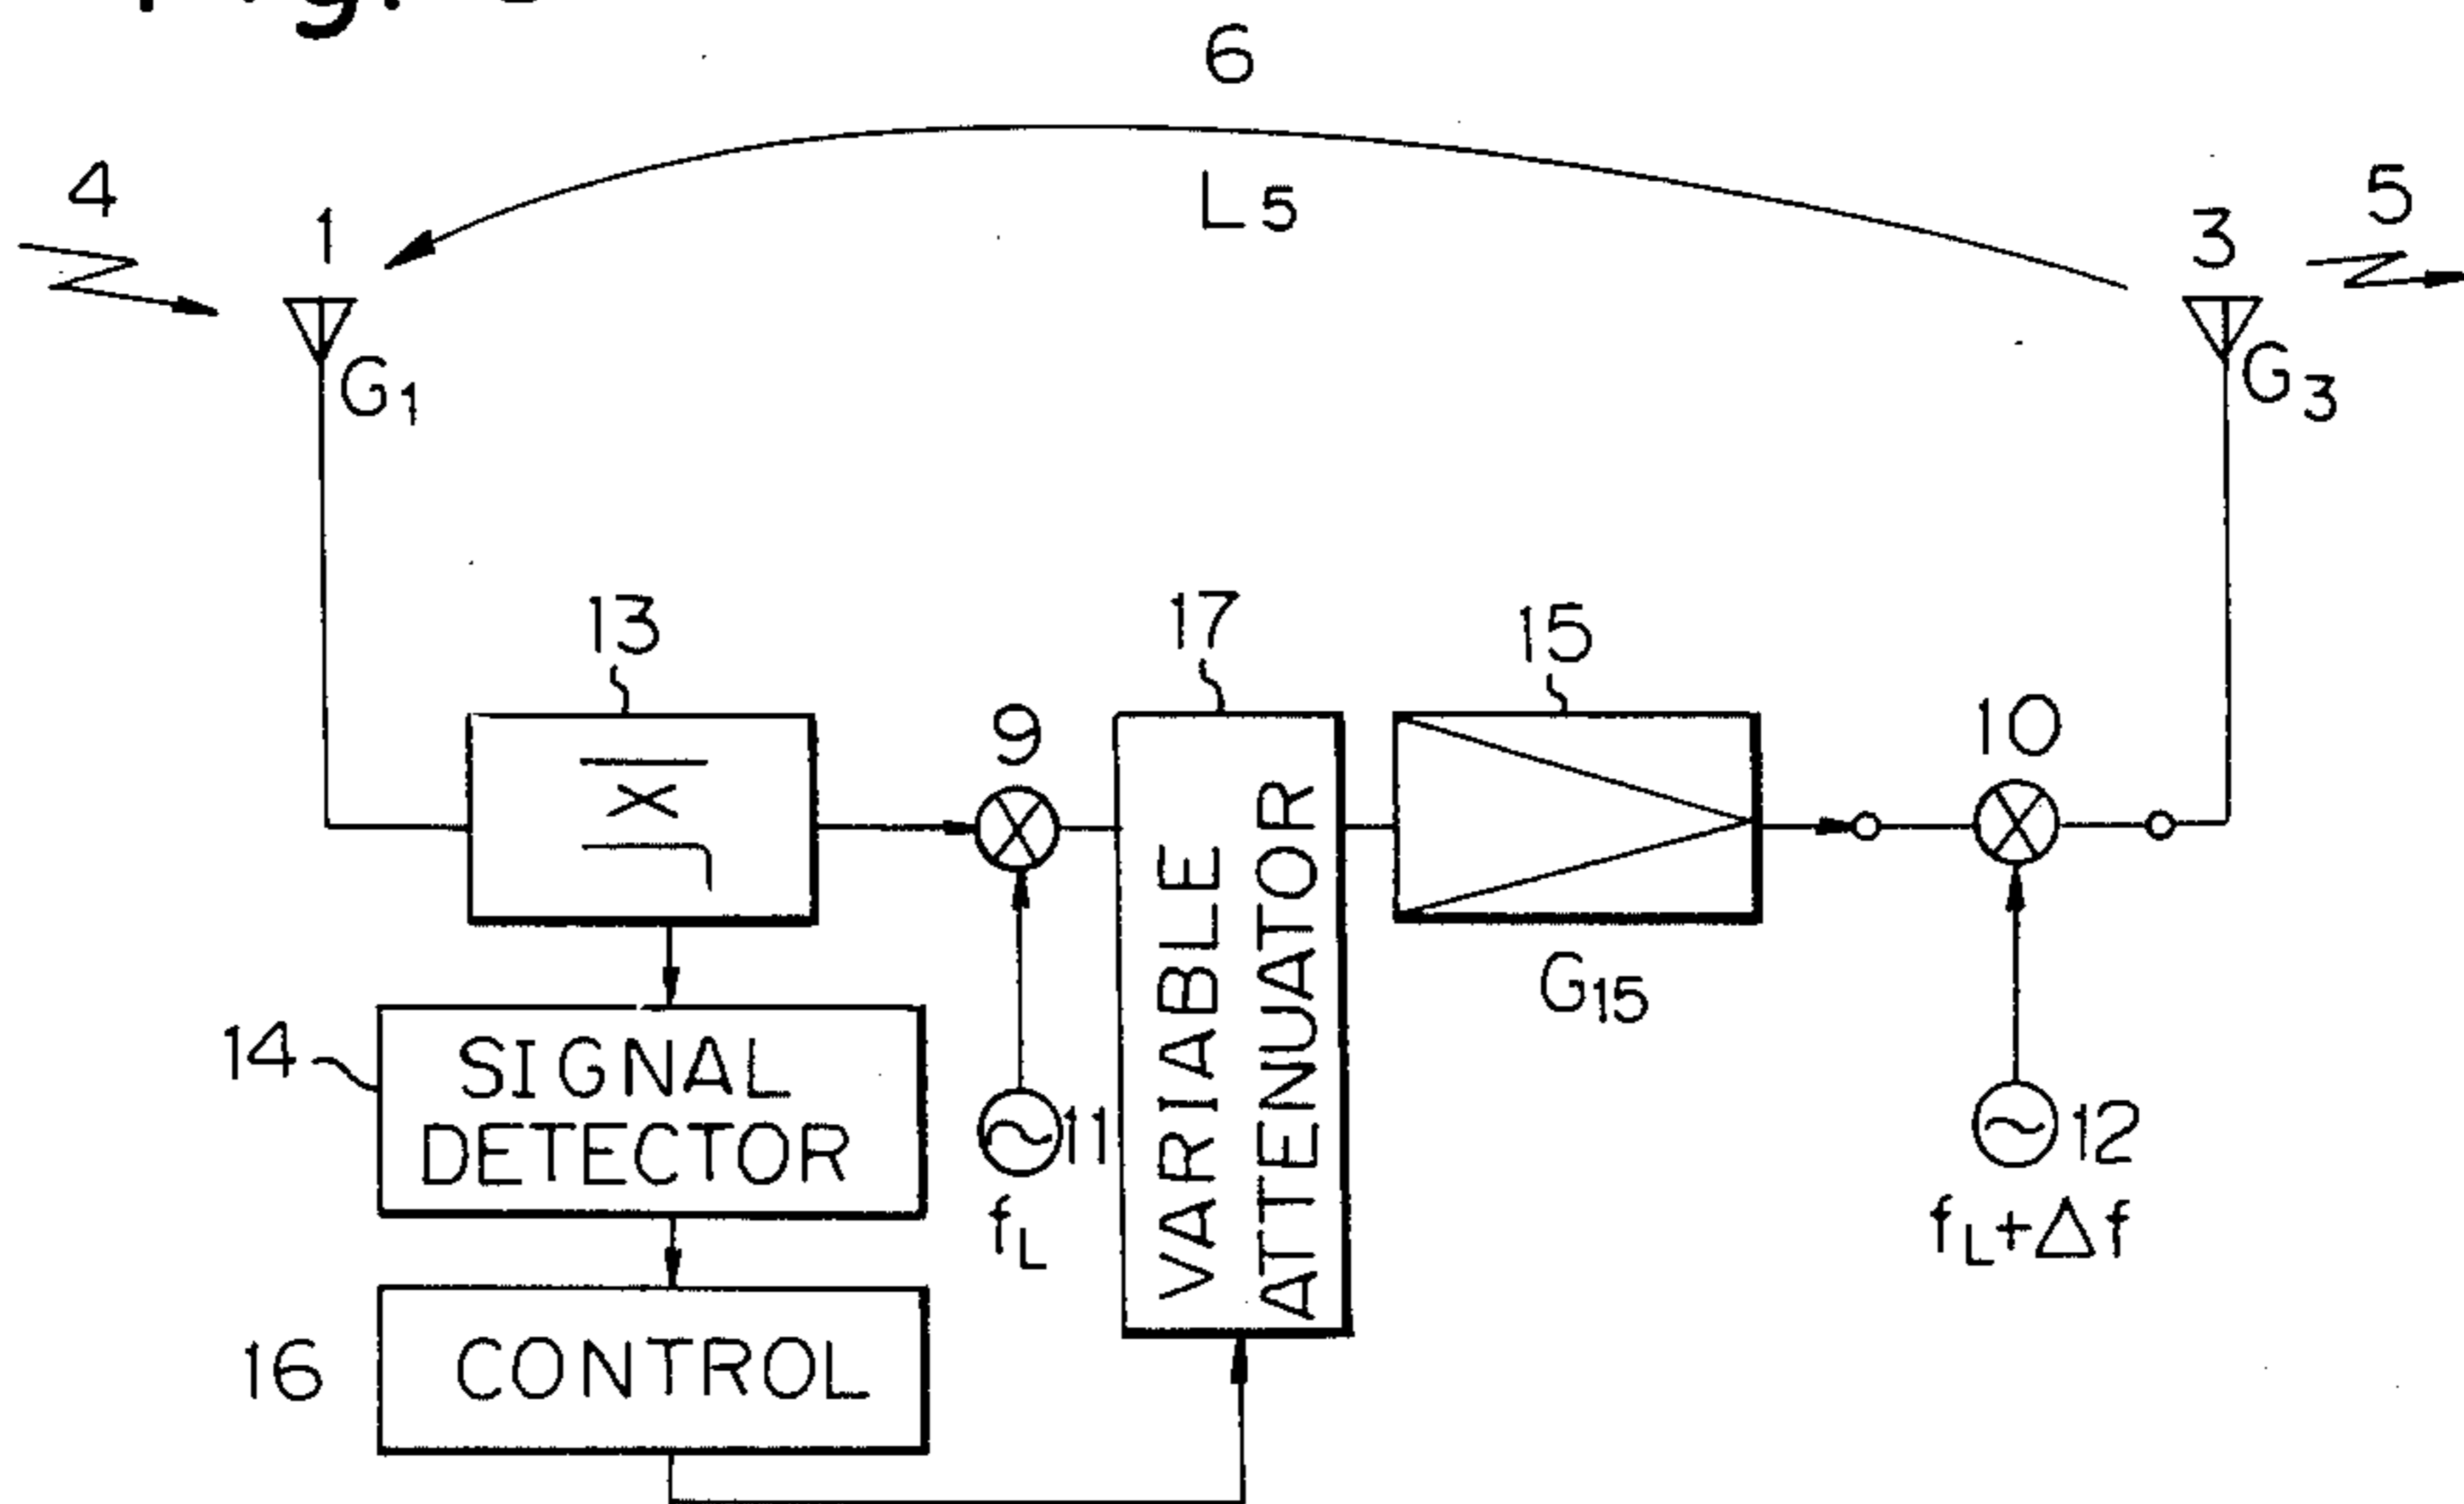 6
4
L5
5
1
3
G1
G3
13
17
15
9
10
VARIABLE
ATTENUATOR
G15
14
SIGNAL
DETECTOR
11
12
fL
fL+Δf
16
CONTROL